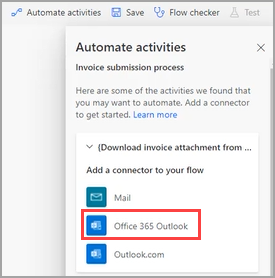 Automate activities Save Flow checker Test
Automate activities
Invoice submission process
Here are some of the activities we found that
you may want to automate. Add a connector
to get started. Learn more
(Download invoice attachment from ...
Add a connector to your flow
Mail
Office 365 Outlook
Outlook.com